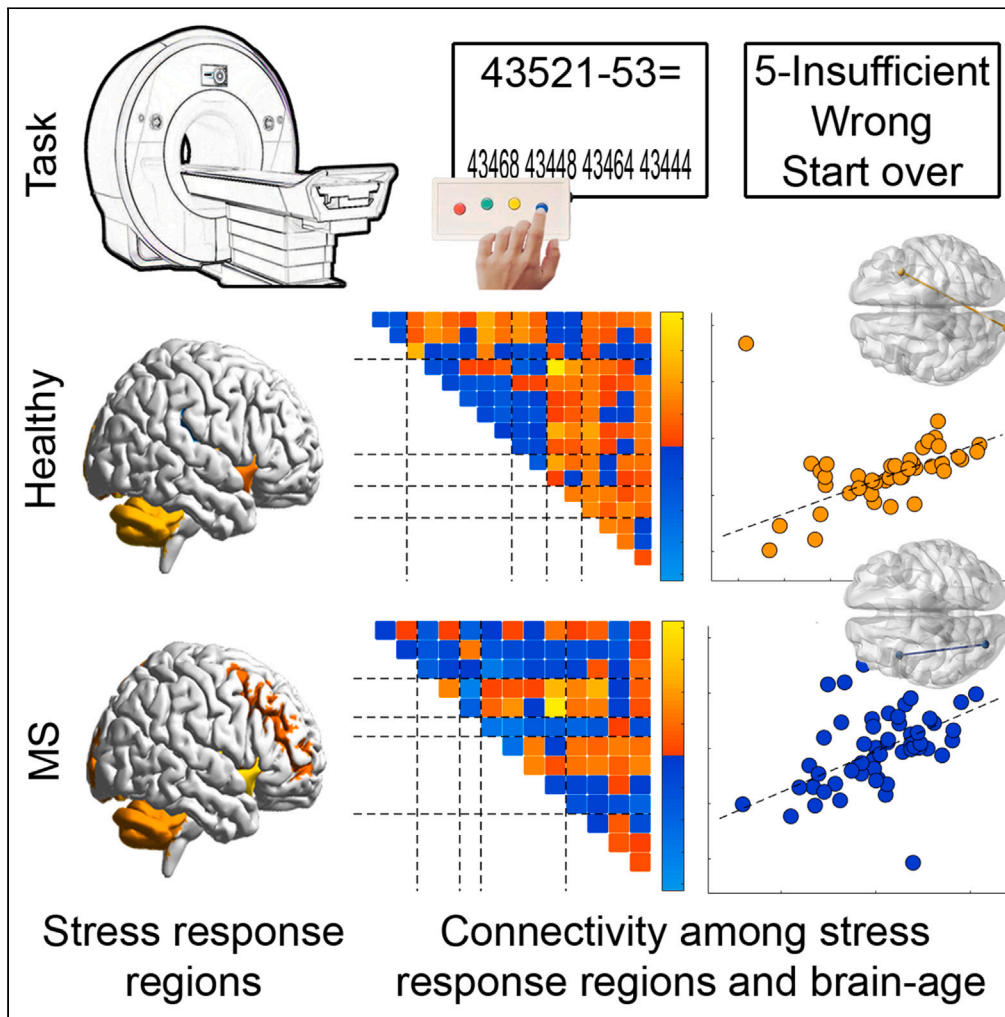 Task
43521-53=
43468 43448 43464 43444
5-Insufficient
Wrong
Start over
Healthy
MS
Stress response
regions
Connectivity among stress
response regions and brain-age